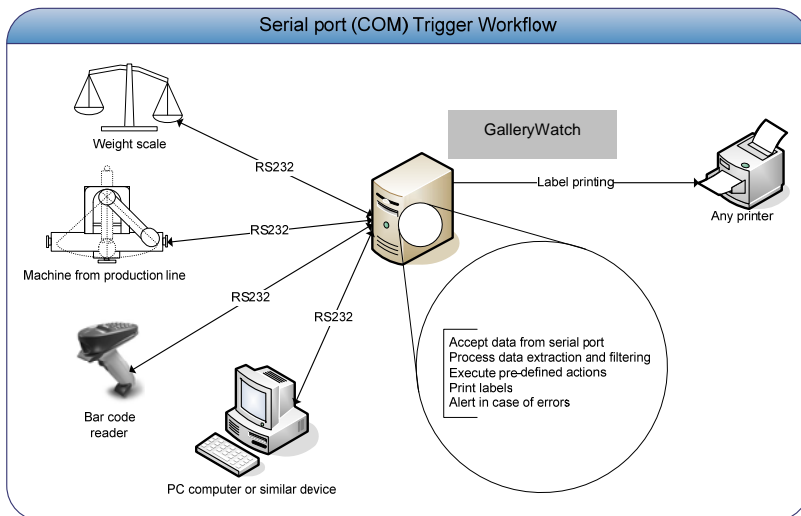 Serial port (COM) Trigger Workflow
Weight scale
RS232
GalleryWatch
Label printing
Any printer
Machine from production line
RS232
RS232
RS232
Bar code
reader
PC computer or similar device
Accept data from serial port
Process data extraction and filtering
Execute pre-defined actions
Print labels
Alert in case of errors